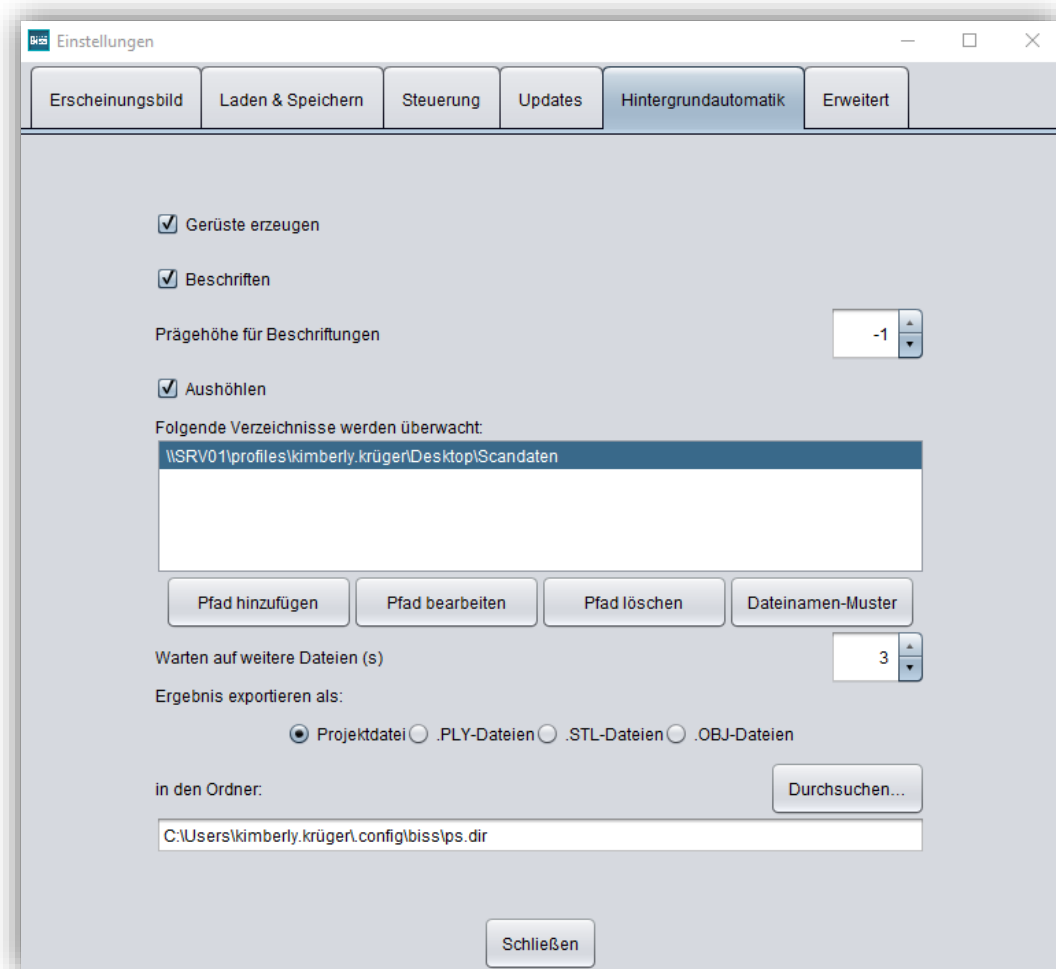 Biss Einstellungen
Erscheinungsbild Laden & Speichern Steuerung Updates Hintergrundautomatik Erweitert
Gerüste erzeugen
Beschriften
Prägehöhe für Beschriftungen -1
Aushöhlen
Folgende Verzeichnisse werden überwacht:
\\SRV01\profiles\kimberly.krüger\Desktop\Scandaten
Pfad hinzufügen Pfad bearbeiten Pfad löschen Dateinamen-Muster
Warten auf weitere Dateien (s) 3
Ergebnis exportieren als:
Projektdatei .PLY-Dateien .STL-Dateien .OBJ-Dateien
in den Ordner: Durchsuchen...
C:\Users\kimberly.krüger\.config\biss\ps.dir
Schließen